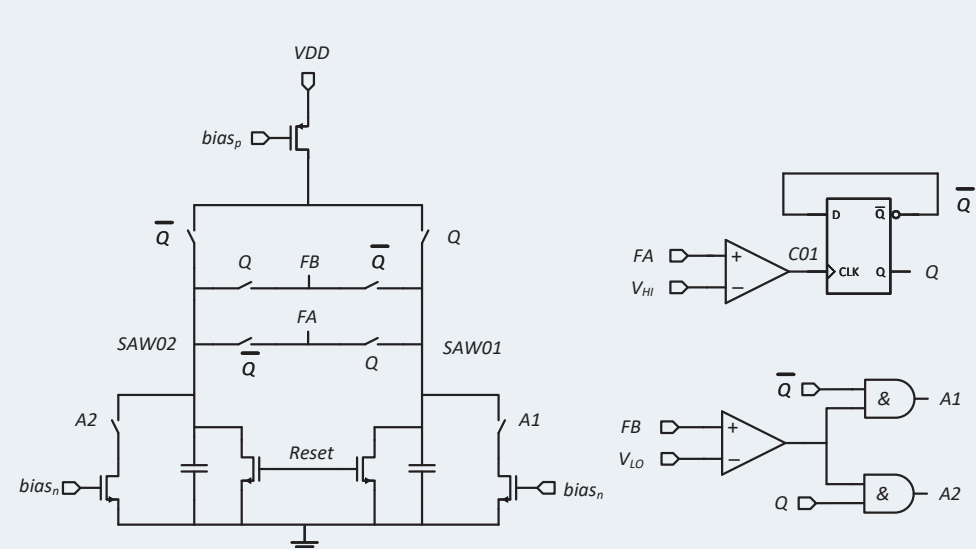 VDD
bias_p
Q̅
Q
Q
FB
Q̅
FA
SAW02
SAW01
Q̅
Q
A2
A1
Reset
bias_n
bias_n
Q̅
D
Q̅
FA
+
C01
CLK
Q
Q
V_HI
−
Q̅
&
A1
FB
+
V_LO
−
Q
&
A2